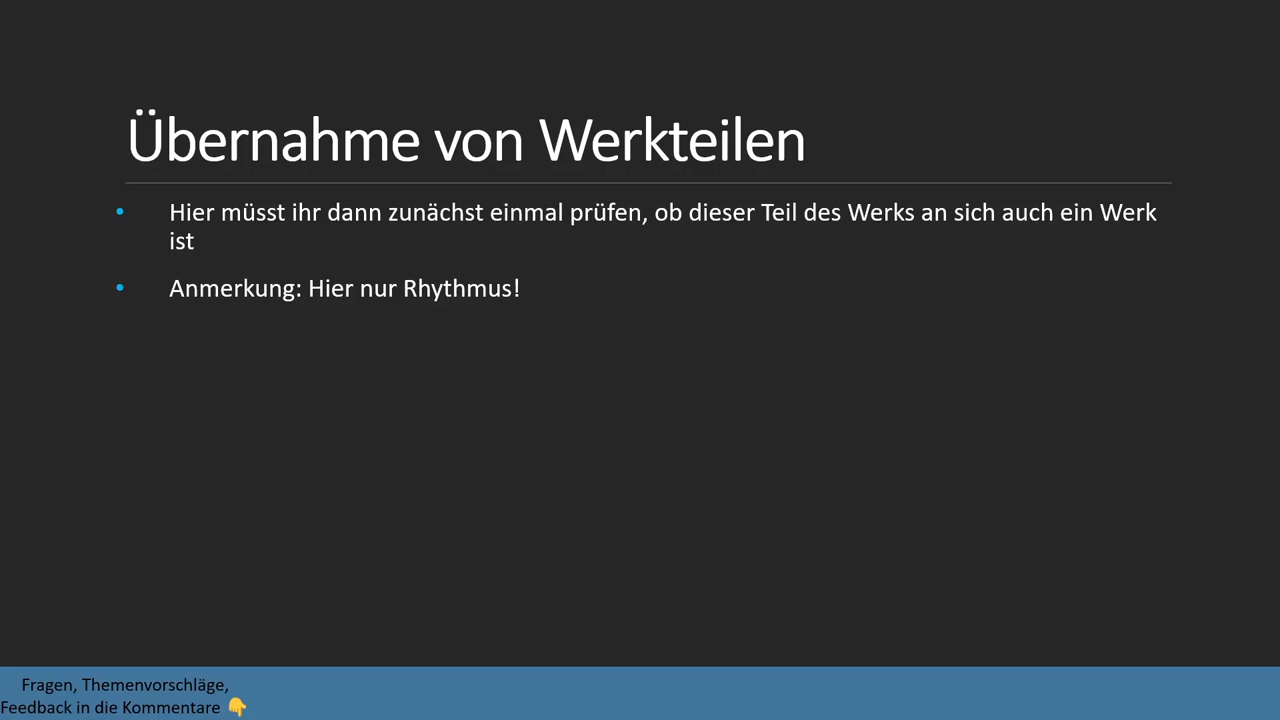 Übernahme von Werkteilen
Hier müsst ihr dann zunächst einmal prüfen, ob dieser Teil des Werks an sich auch ein Werk
ist
Anmerkung: Hier nur Rhythmus!
Fragen, Themenvorschläge,
Feedback in die Kommentare 👇